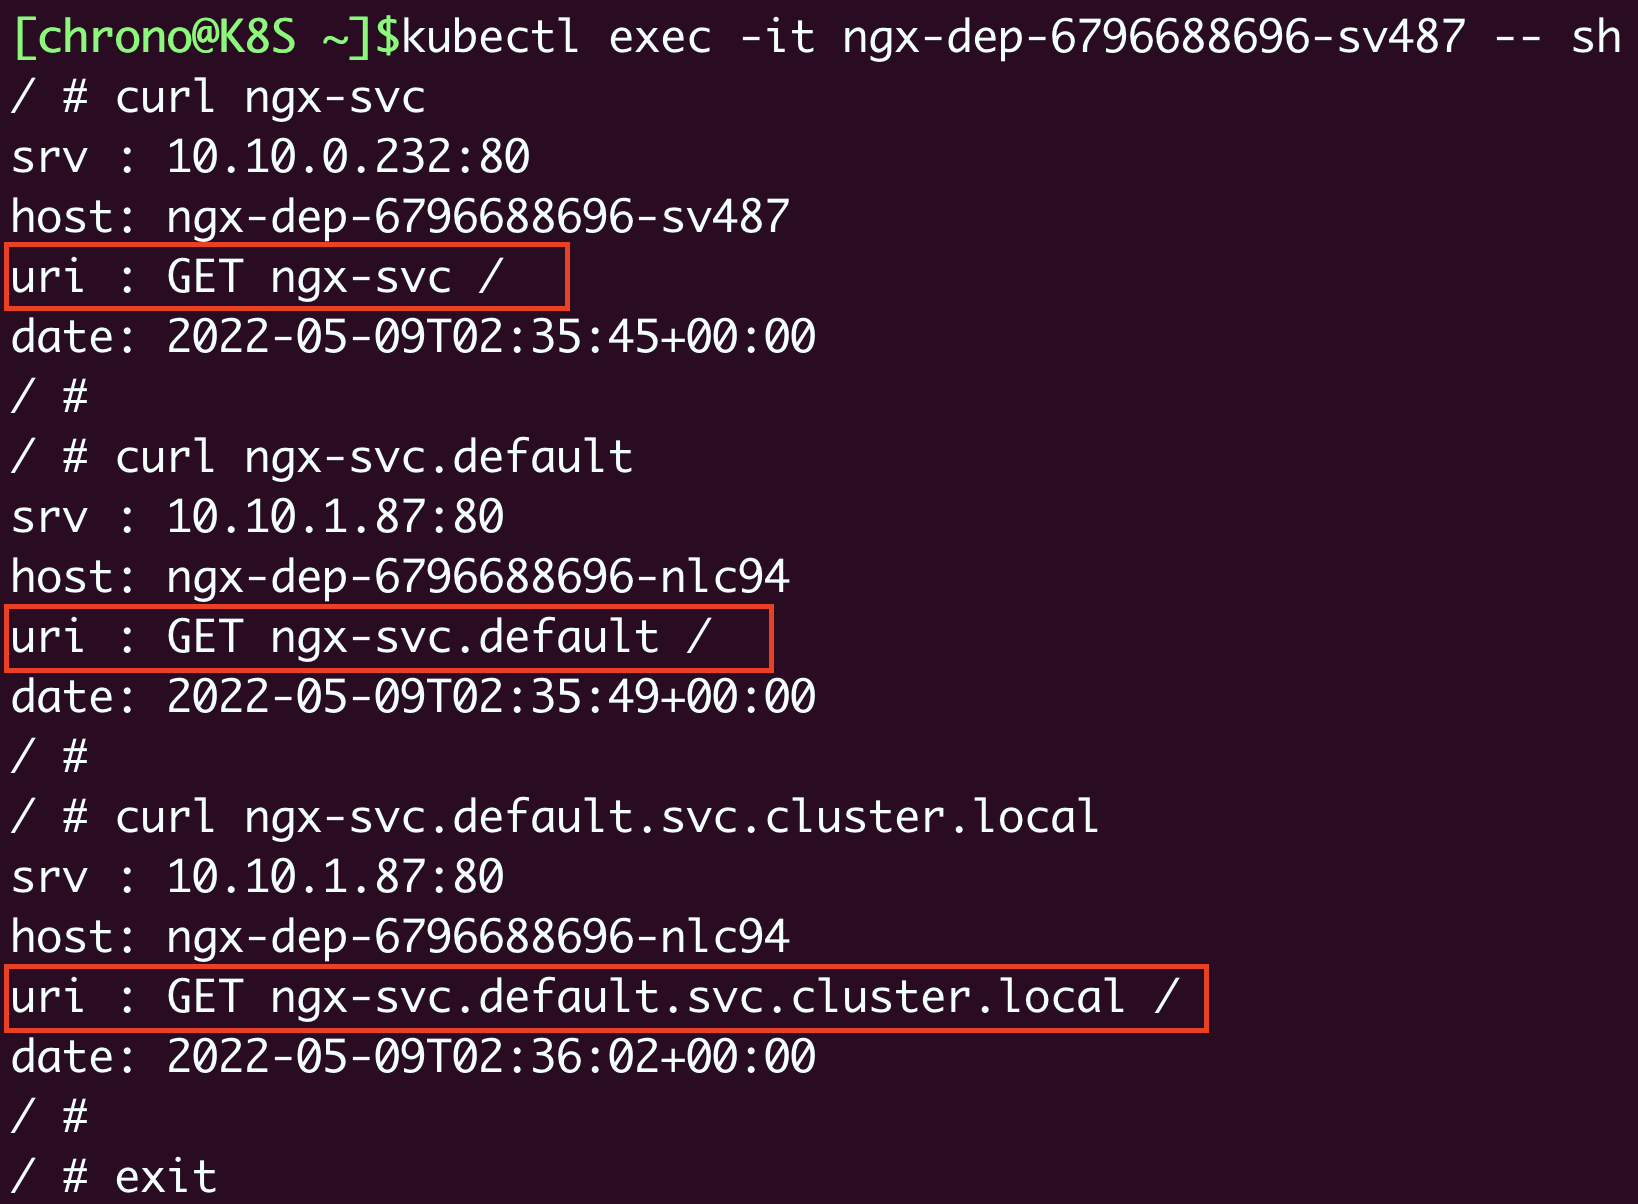 [chrono@K8S ~]$kubectl exec -it ngx-dep-6796688696-sv487 -- sh
/ # curl ngx-svc
srv : 10.10.0.232:80
host: ngx-dep-6796688696-sv487
uri : GET ngx-svc /
date: 2022-05-09T02:35:45+00:00
/ #
/ # curl ngx-svc.default
srv : 10.10.1.87:80
host: ngx-dep-6796688696-nlc94
uri : GET ngx-svc.default /
date: 2022-05-09T02:35:49+00:00
/ #
/ # curl ngx-svc.default.svc.cluster.local
srv : 10.10.1.87:80
host: ngx-dep-6796688696-nlc94
uri : GET ngx-svc.default.svc.cluster.local /
date: 2022-05-09T02:36:02+00:00
/ #
/ # exit